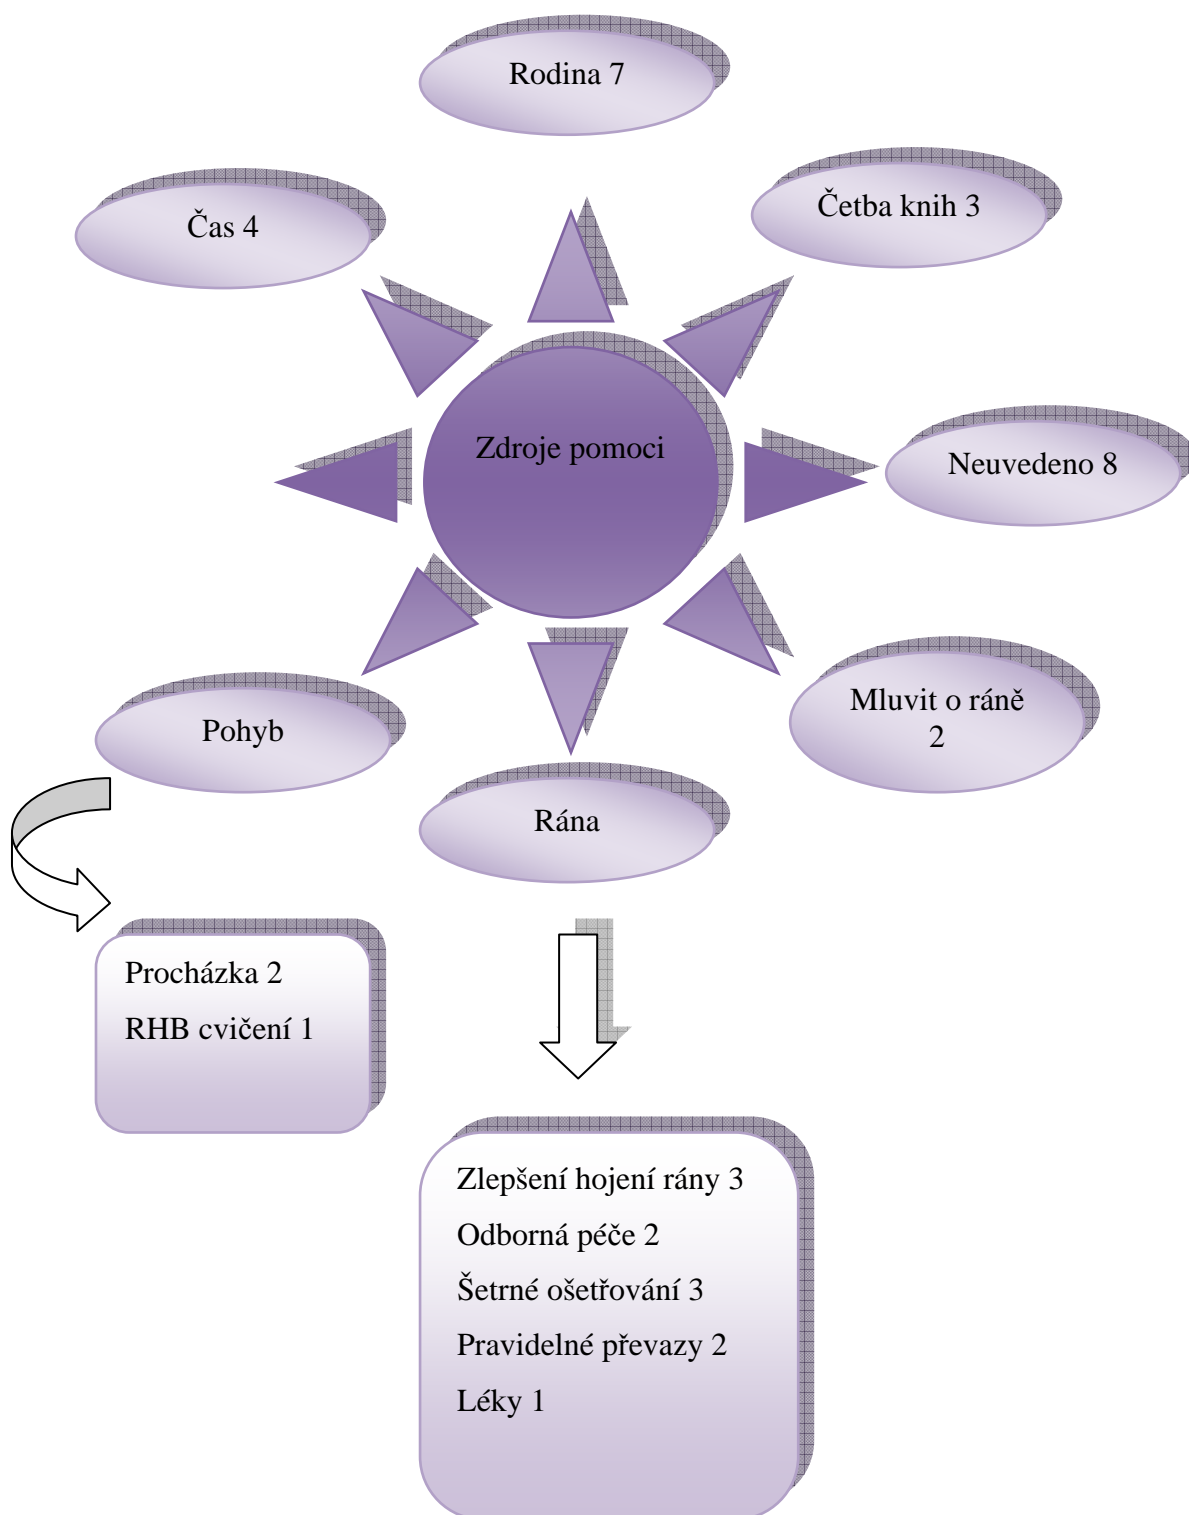 Rodina 7
Čas 4
Četba knih 3
Zdroje pomoci
Neuvedeno 8
Mluvit o ráně
2
Pohyb
Rána
Procházka 2
RHB cvičení 1
Zlepšení hojení rány 3
Odborná péče 2
Šetrné ošetřování 3
Pravidelné převazy 2
Léky 1